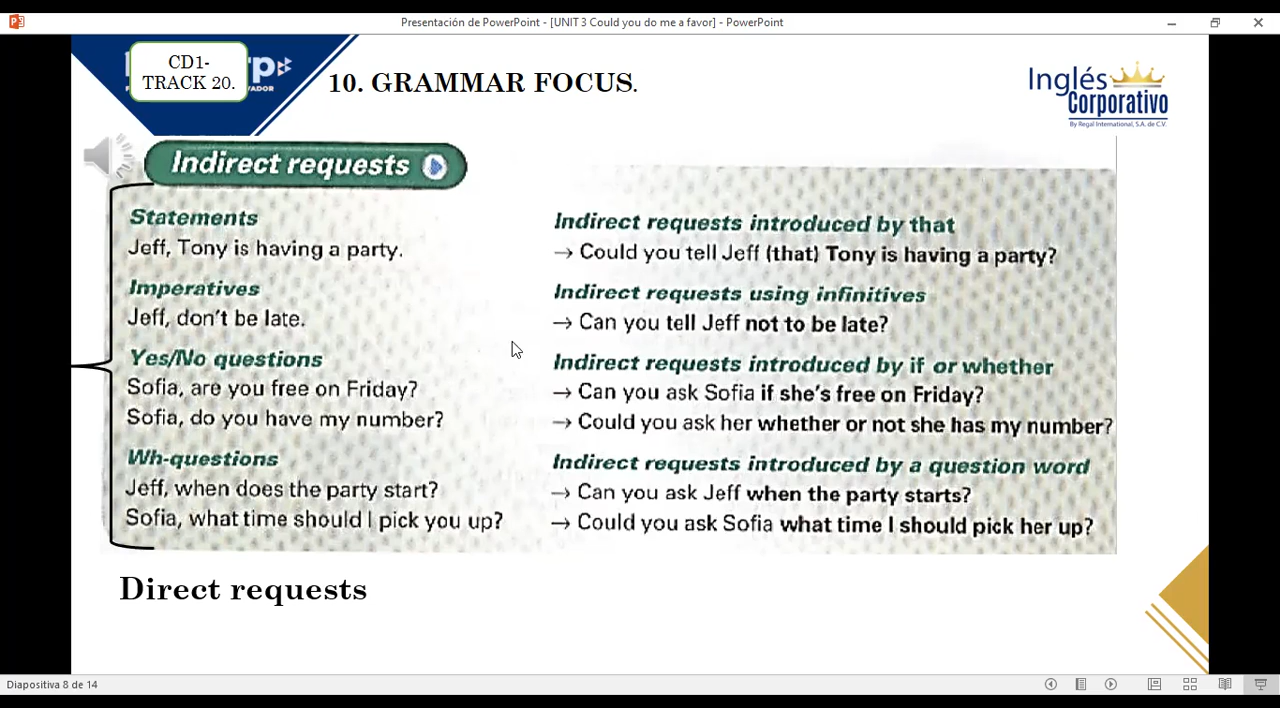 Presentación de PowerPoint - [UNIT 3 Could you do me a favor] - PowerPoint
CD1-
TRACK 20.
10. GRAMMAR FOCUS.
Inglés
Corporativo
By Regal International, S.A. de C.V.
Indirect requests
Statements
Jeff, Tony is having a party.
Imperatives
Jeff, don't be late.
Yes/No questions
Sofia, are you free on Friday?
Sofia, do you have my number?
Wh-questions
Jeff, when does the party start?
Sofia, what time should I pick you up?
Indirect requests introduced by that
→ Could you tell Jeff (that) Tony is having a party?
Indirect requests using infinitives
→ Can you tell Jeff not to be late?
Indirect requests introduced by if or whether
→ Can you ask Sofia if she's free on Friday?
→ Could you ask her whether or not she has my number?
Indirect requests introduced by a question word
→ Can you ask Jeff when the party starts?
→ Could you ask Sofia what time I should pick her up?
Direct requests
Diapositiva 8 de 14